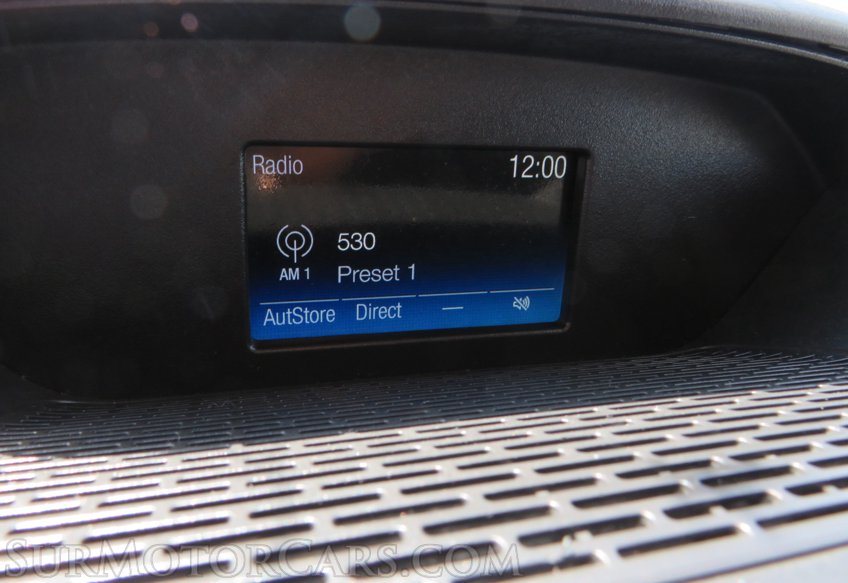 Radio 12:00
530
AM 1 Preset 1
AutStore Direct —
SurMotorCars.com